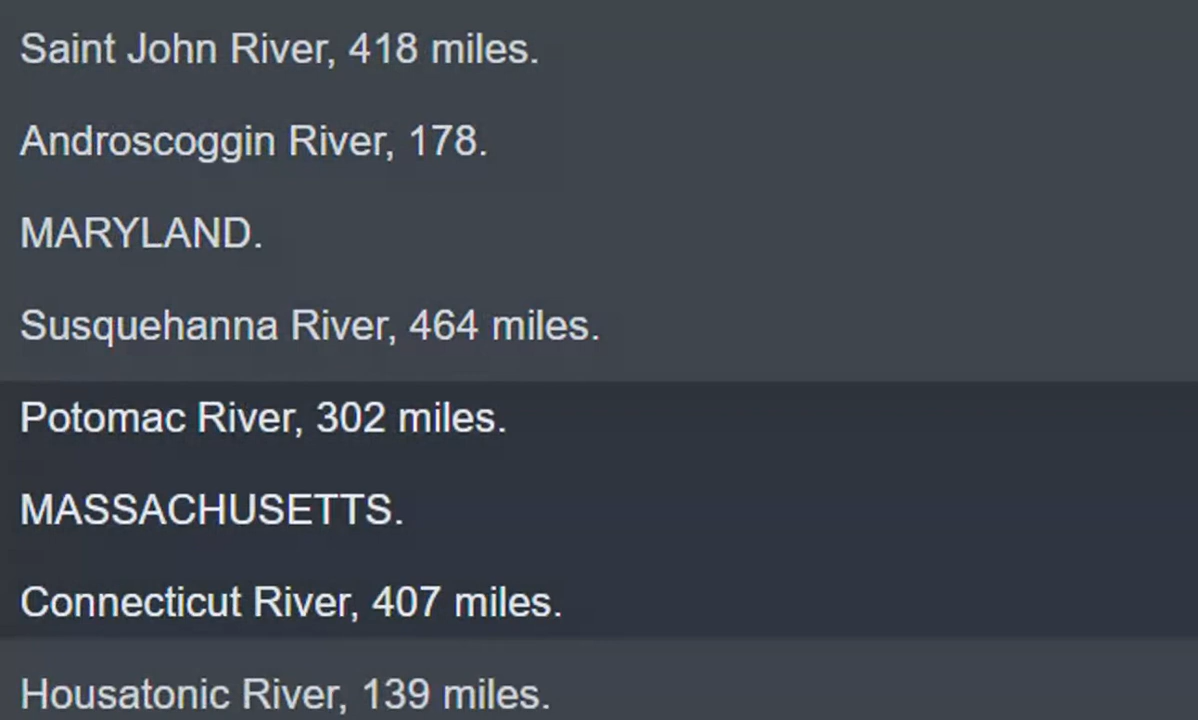 Saint John River, 418 miles.
Androscoggin River, 178.
MARYLAND.
Susquehanna River, 464 miles.
Potomac River, 302 miles.
MASSACHUSETTS.
Connecticut River, 407 miles.
Housatonic River, 139 miles.